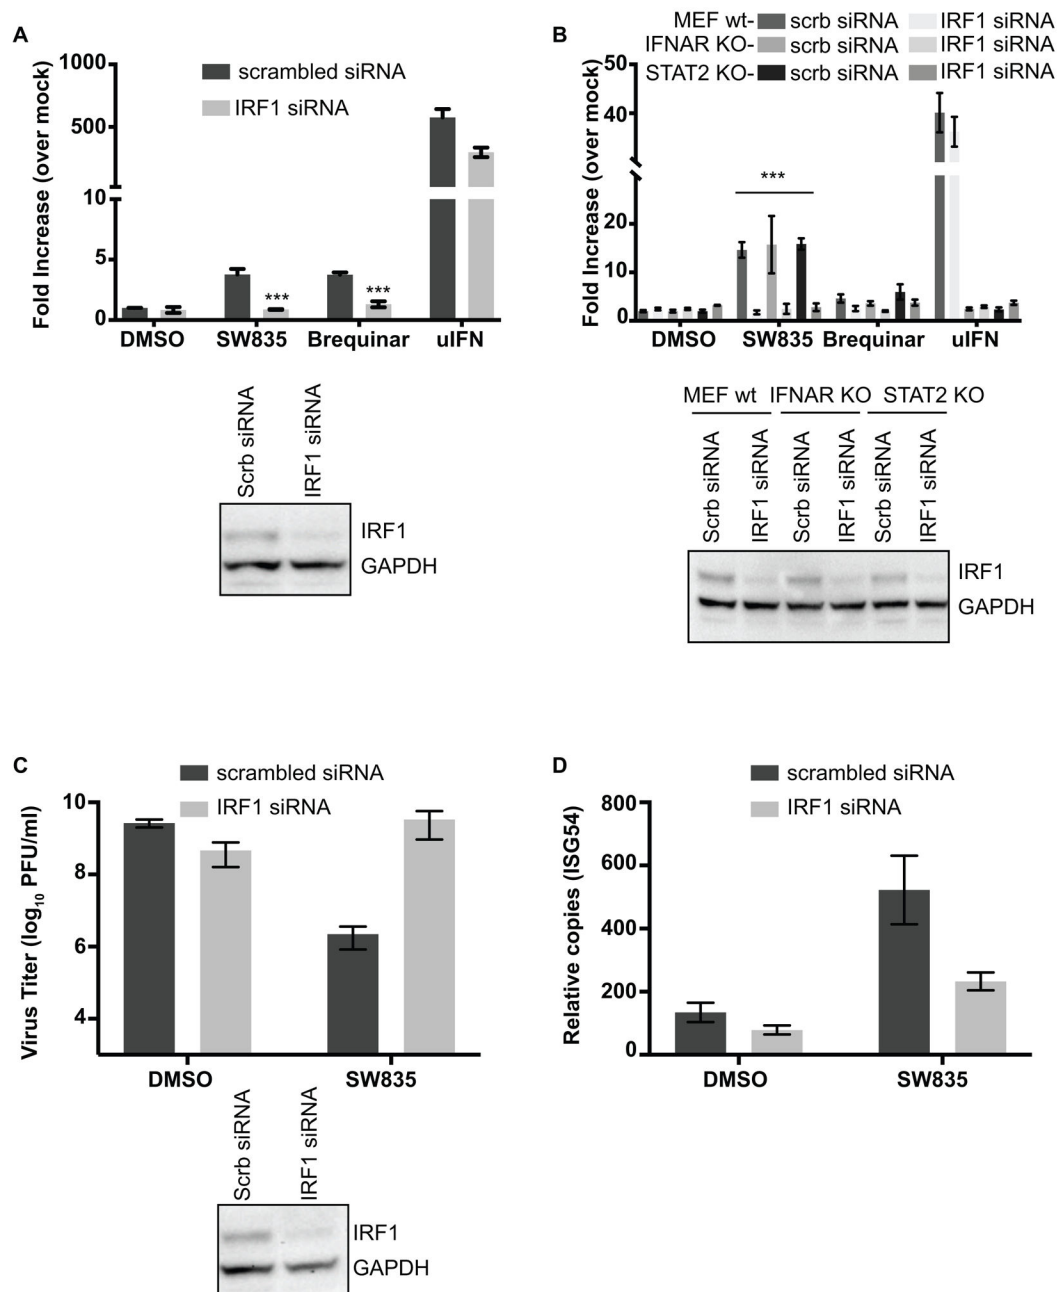 A
1000
500
10
5
0
Fold Increase (over mock)
scrambled siRNA
IRF1 siRNA
***
***
DMSO SW835 Brequinar uIFN
Scrb siRNA
IRF1 siRNA
IRF1
GAPDH
B
MEF wt- scrb siRNA IRF1 siRNA
IFNAR KO- scrb siRNA IRF1 siRNA
STAT2 KO- scrb siRNA IRF1 siRNA
50
40
20
10
0
Fold Increase (over mock)
***
DMSO SW835 Brequinar uIFN
MEF wt IFNAR KO STAT2 KO
Scrb siRNA
IRF1 siRNA
Scrb siRNA
IRF1 siRNA
Scrb siRNA
IRF1 siRNA
IRF1
GAPDH
C
scrambled siRNA
IRF1 siRNA
10
8
6
4
Virus Titer (log10 PFU/ml)
DMSO SW835
Scrb siRNA
IRF1 siRNA
IRF1
GAPDH
D
scrambled siRNA
IRF1 siRNA
800
600
400
200
0
Relative copies (ISG54)
DMSO SW835